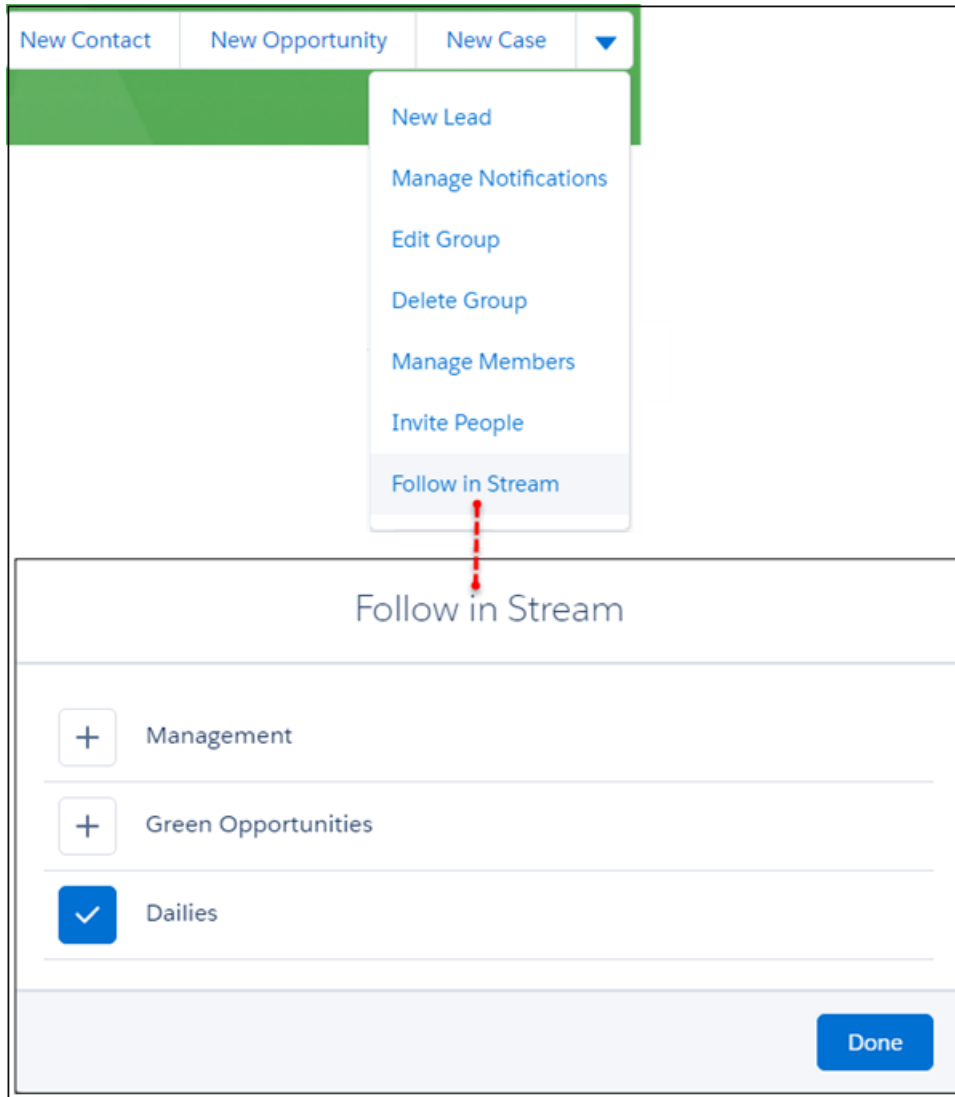 New Contact New Opportunity New Case
New Lead
Manage Notifications
Edit Group
Delete Group
Manage Members
Invite People
Follow in Stream
Follow in Stream
Management
Green Opportunities
Dailies
Done